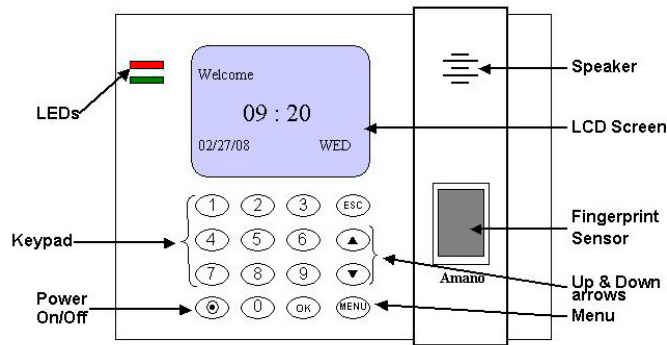 LEDs
Welcome
09 : 20
02/27/08 WED
Speaker
LCD Screen
Keypad
1 2 3 ESC
4 5 6
7 8 9
0 OK MENU
Power
On/Off
Amano
Fingerprint
Sensor
Up & Down
arrows
Menu